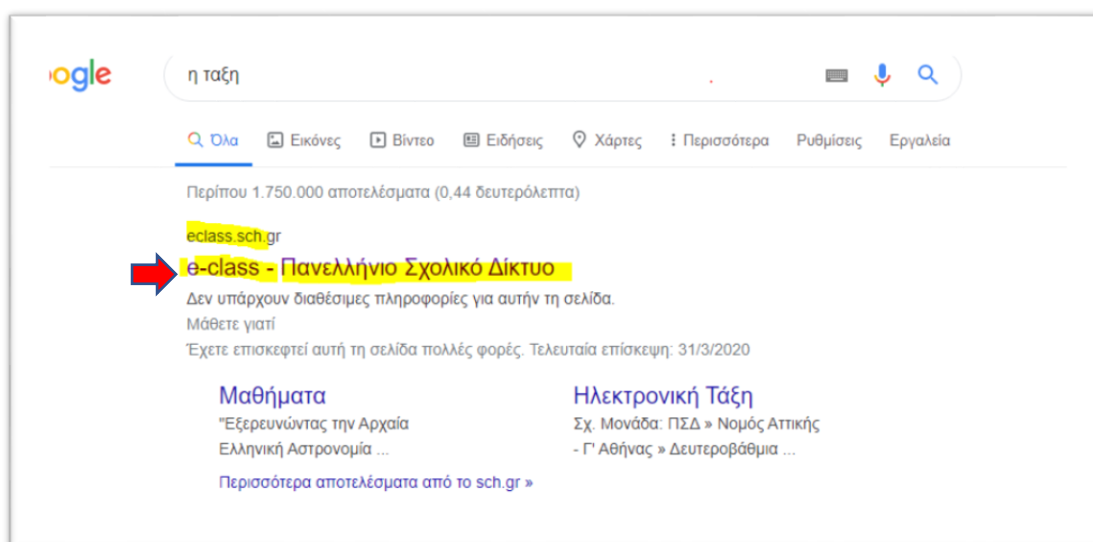 ogle
η ταξη
Όλα Εικόνες Βίντεο Ειδήσεις Χάρτες Περισσότερα Ρυθμίσεις Εργαλεία
Περίπου 1.750.000 αποτελέσματα (0,44 δευτερόλεπτα)
eclass.sch.gr
e-class - Πανελλήνιο Σχολικό Δίκτυο
Δεν υπάρχουν διαθέσιμες πληροφορίες για αυτήν τη σελίδα.
Μάθετε γιατί
Έχετε επισκεφτεί αυτή τη σελίδα πολλές φορές. Τελευταία επίσκεψη: 31/3/2020
Μαθήματα
"Εξερευνώντας την Αρχαία
Ελληνική Αστρονομία ...
Ηλεκτρονική Τάξη
Σχ. Μονάδα: ΠΣΔ » Νομός Αττικής
- Γ' Αθήνας » Δευτεροβάθμια ...
Περισσότερα αποτελέσματα από το sch.gr »